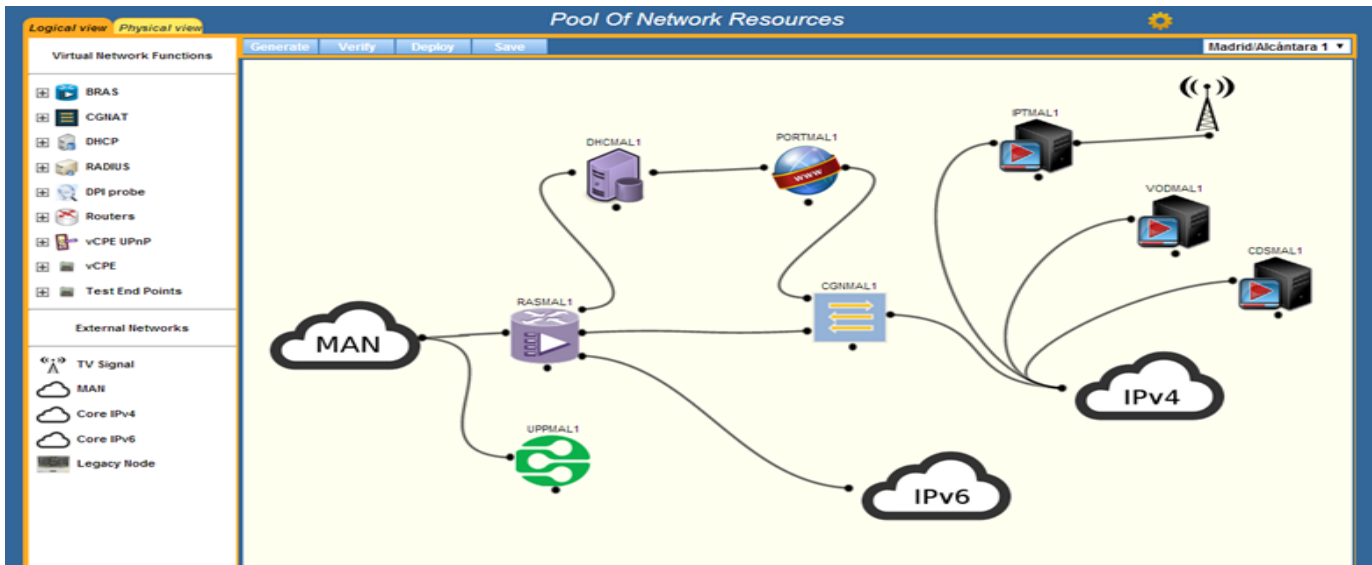 Pool Of Network Resources
Logical view Physical view
Generate Verify Deploy Save
Madrid/Alcántara 1
Virtual Network Functions
BRAS
CGNAT
DHCP
RADIUS
DPI probe
Routers
vCPE UPnP
vCPE
Test End Points
External Networks
TV Signal
MAN
Core IPv4
Core IPv6
Legacy Node
IPTMAL1
DHCMAL1
PORTMAL1
WWW
VODMAL1
CDSMAL1
CGNMAL1
RASMAL1
MAN
IPv4
UPPMAL1
IPv6